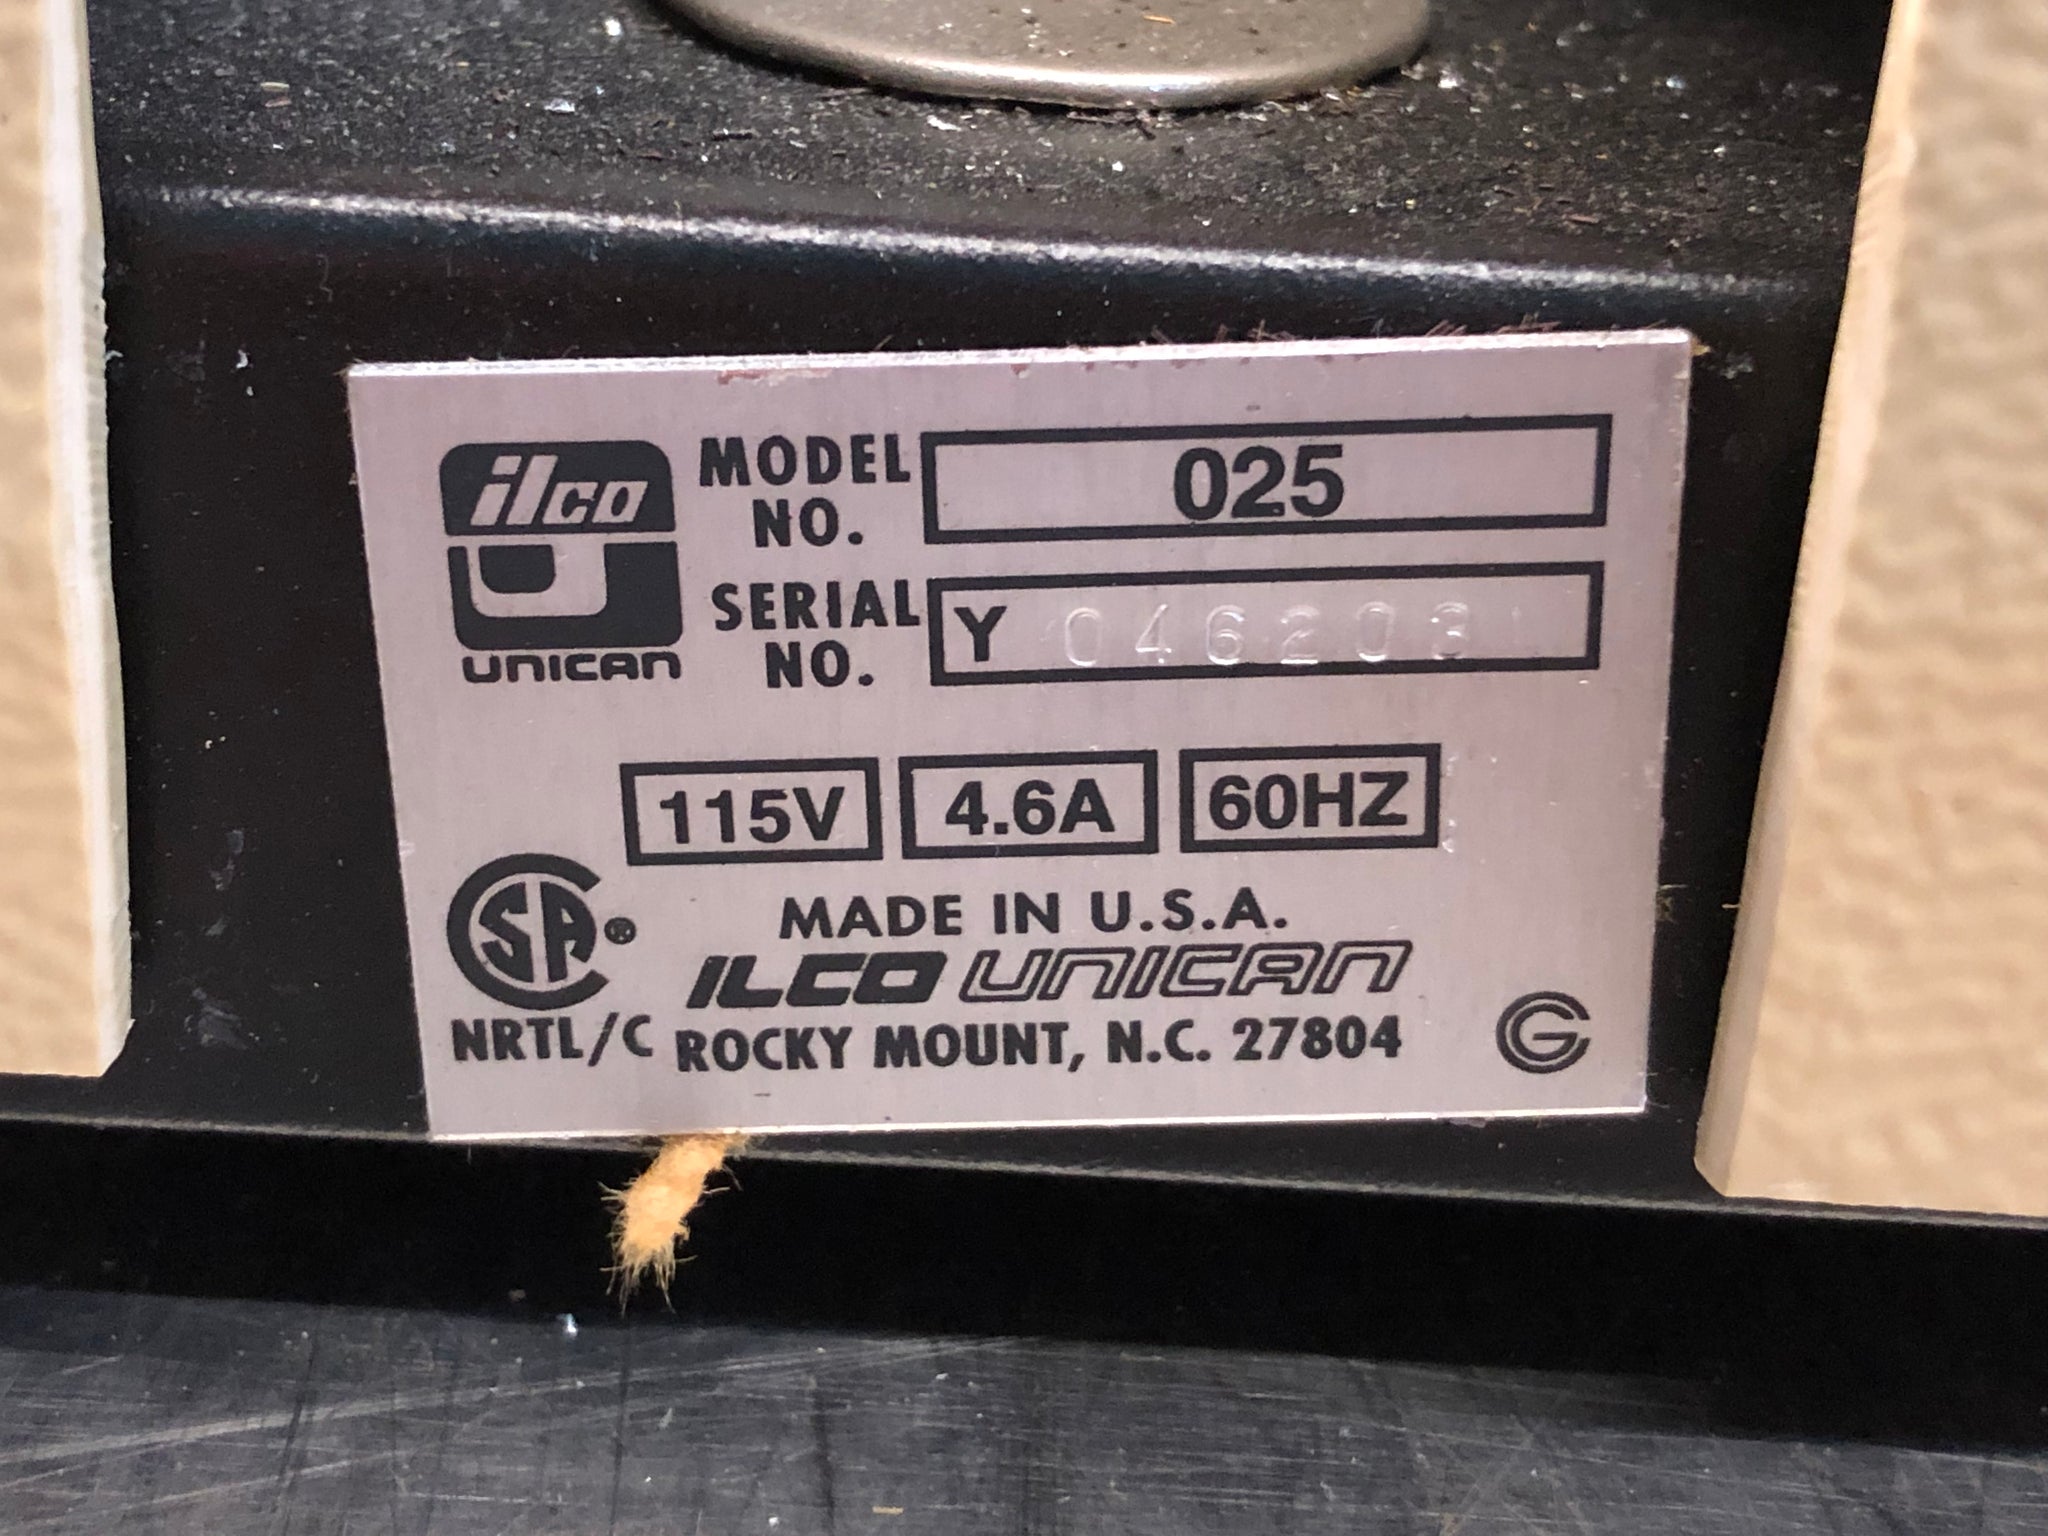 ilco
UNICAN
MODEL NO. 025
SERIAL NO. Y 046203
115V 4.6A 60HZ
SA ®
NRTL/C
MADE IN U.S.A.
ILCO UNICAN
ROCKY MOUNT, N.C. 27804
G